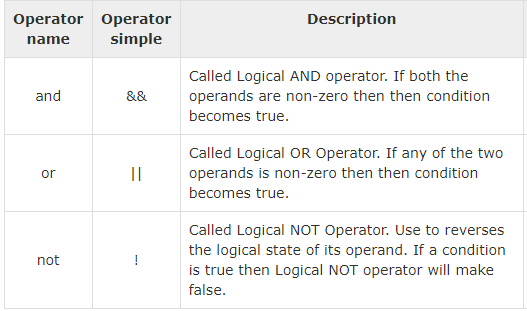 Operator name
Operator simple
Description
and
&&
Called Logical AND operator. If both the
operands are non-zero then then condition
becomes true.
or
||
Called Logical OR Operator. If any of the two
operands is non-zero then then condition
becomes true.
not
!
Called Logical NOT Operator. Use to reverses
the logical state of its operand. If a condition
is true then Logical NOT operator will make
false.